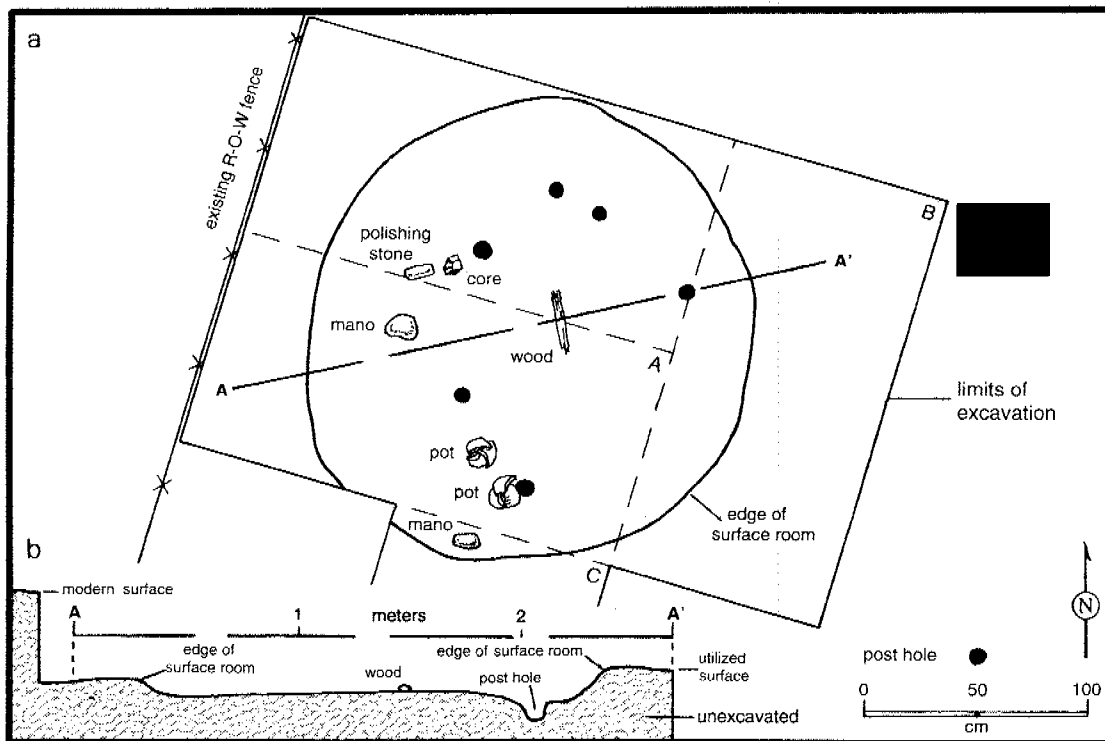 a
existing R-O-W fence
B
polishing
stone
core
A'
mano
wood
A
A
limits of
excavation
pot
pot
edge of
surface room
mano
b
C
modern surface
A
1
meters
2
A'
N
edge of
surface room
edge of surface room
wood
utilized
surface
post hole
post hole
unexcavated
0
50
100
cm